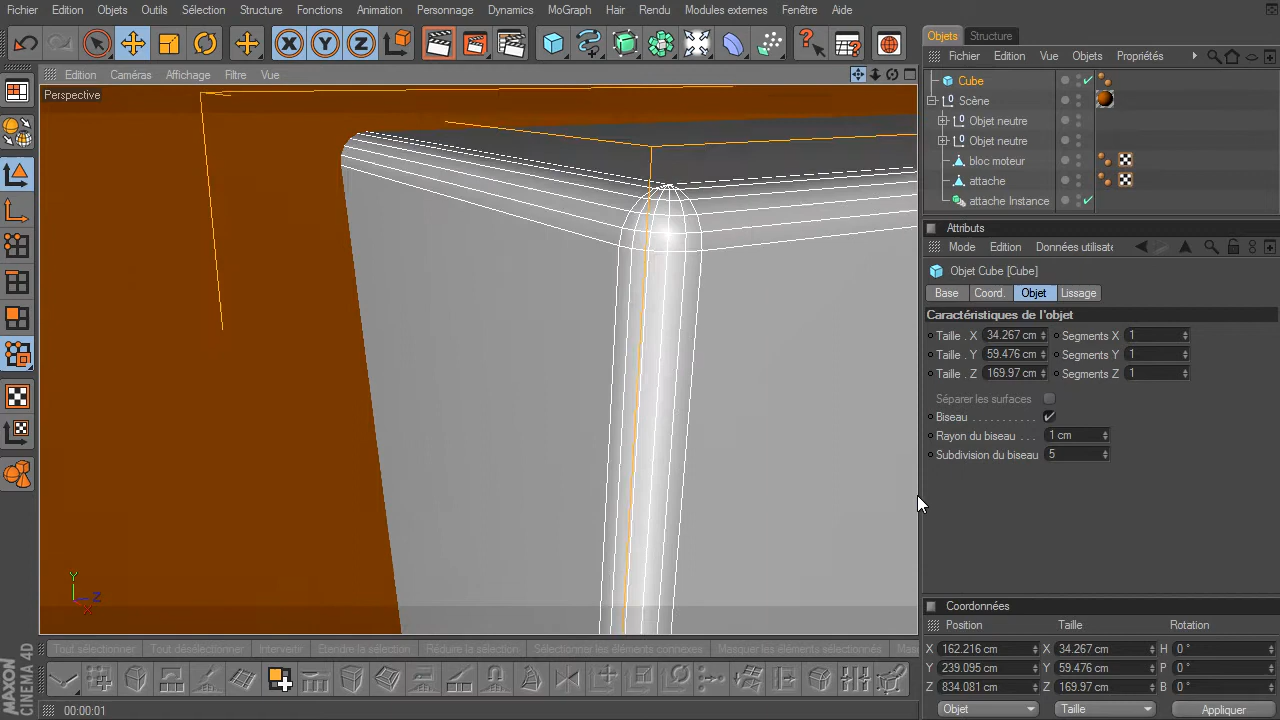 Fichier Edition Objets Outils Sélection Structure Fonctions Animation Personnage Dynamics MoGraph Hair Rendu Modules externes Fenêtre Aide
Objets Structure
Edition Caméras Affichage Filtre Vue
Fichier Edition Vue Objets Propriétés
Perspective
Cube
Scène
Objet neutre
Objet neutre
bloc moteur
attache
attache Instance
Attributs
Mode Edition Données utilisate
Objet Cube [Cube]
Base Coord. Objet Lissage
Caractéristiques de l'objet
Taille . X 34.267 cm Segments X 1
Taille . Y 59.476 cm Segments Y 1
Taille . Z 169.97 cm Segments Z 1
Séparer les surfaces
Biseau
Rayon du biseau . . . 1 cm
Subdivision du biseau 5
Y
Z
X
Coordonnées
Position Taille Rotation
Tout sélectionner Tout désélectionner Intervertir Etendre la sélection Réduire la sélection Sélectionner les éléments connexes Masquer les éléments sélectionnés Mas
X 162.216 cm X 34.267 cm H 0 °
Y 239.095 cm Y 59.476 cm P 0 °
Z 834.081 cm Z 169.97 cm B 0 °
Objet Taille Appliquer
00:00:01
MAXON
CINEMA 4D